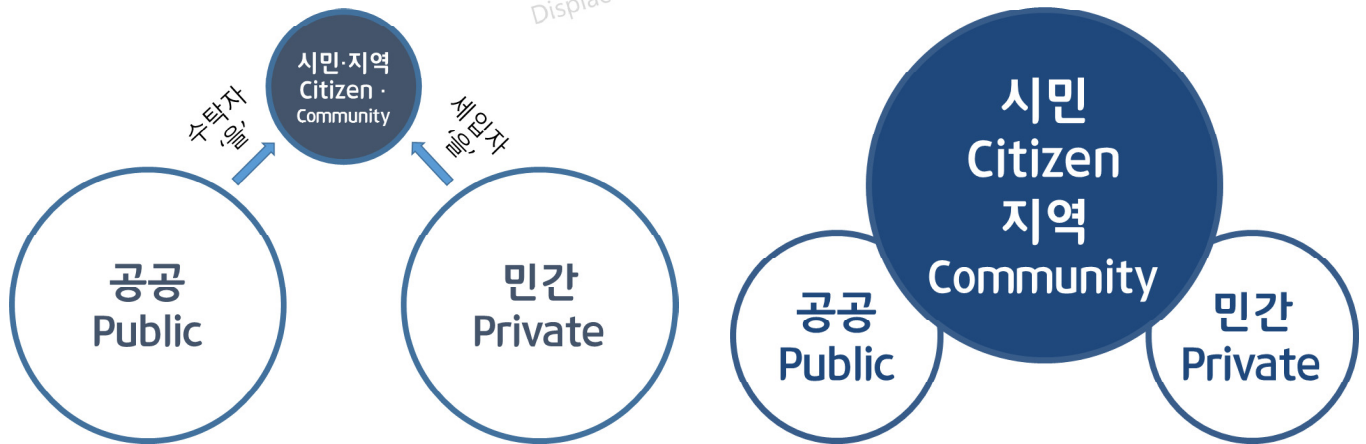 시민·지역
Citizen ·
Community
수탁자
'을'
세입자
'을'
공공
Public
민간
Private
시민
Citizen
지역
Community
공공
Public
민간
Private